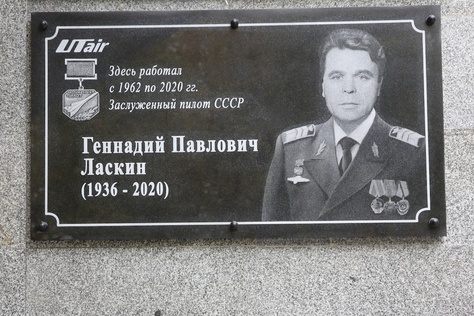 UTair
Здесь работал
с 1962 по 2020 гг.
Заслуженный пилот СССР
Геннадий Павлович
Ласкин
(1936 - 2020)